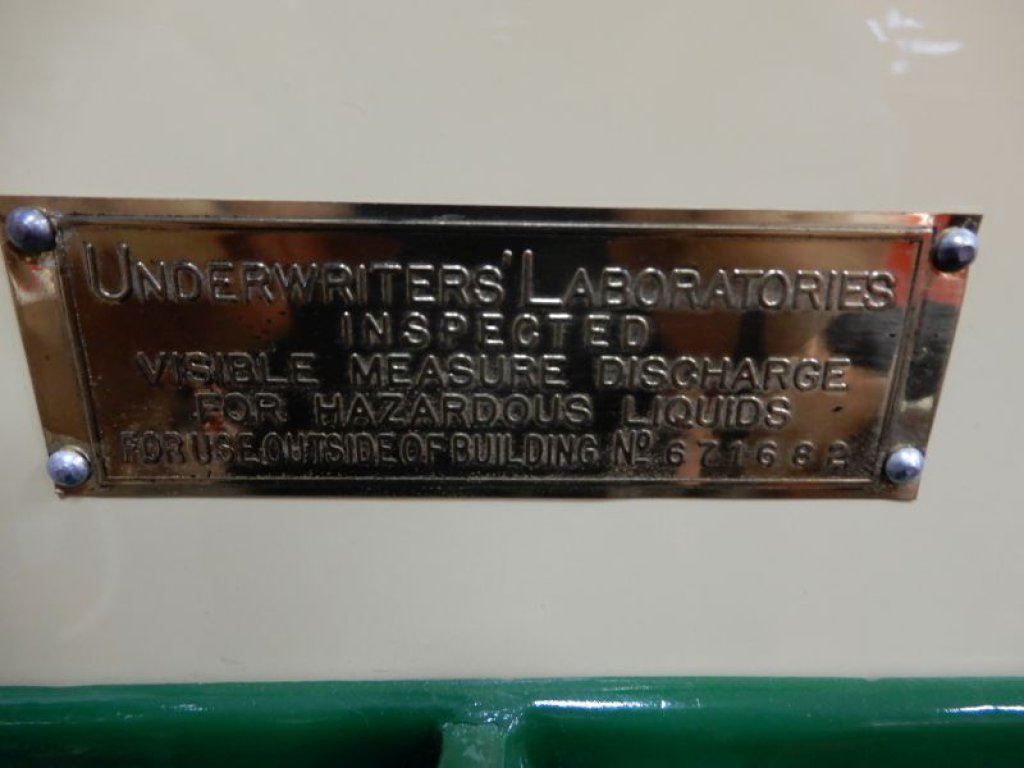 UNDERWRITERS' LABORATORIES
INSPECTED
VISIBLE MEASURE DISCHARGE
FOR HAZARDOUS LIQUIDS
FOR USE OUTSIDE OF BUILDING Nº 671682